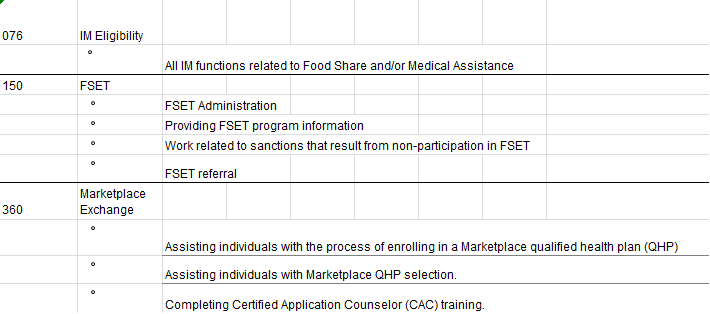 076 IM Eligibility
° All IM functions related to Food Share and/or Medical Assistance
150 FSET
° FSET Administration
° Providing FSET program information
° Work related to sanctions that result from non-participation in FSET
° FSET referral
360 Marketplace Exchange
° Assisting individuals with the process of enrolling in a Marketplace qualified health plan (QHP)
° Assisting individuals with Marketplace QHP selection.
° Completing Certified Application Counselor (CAC) training.